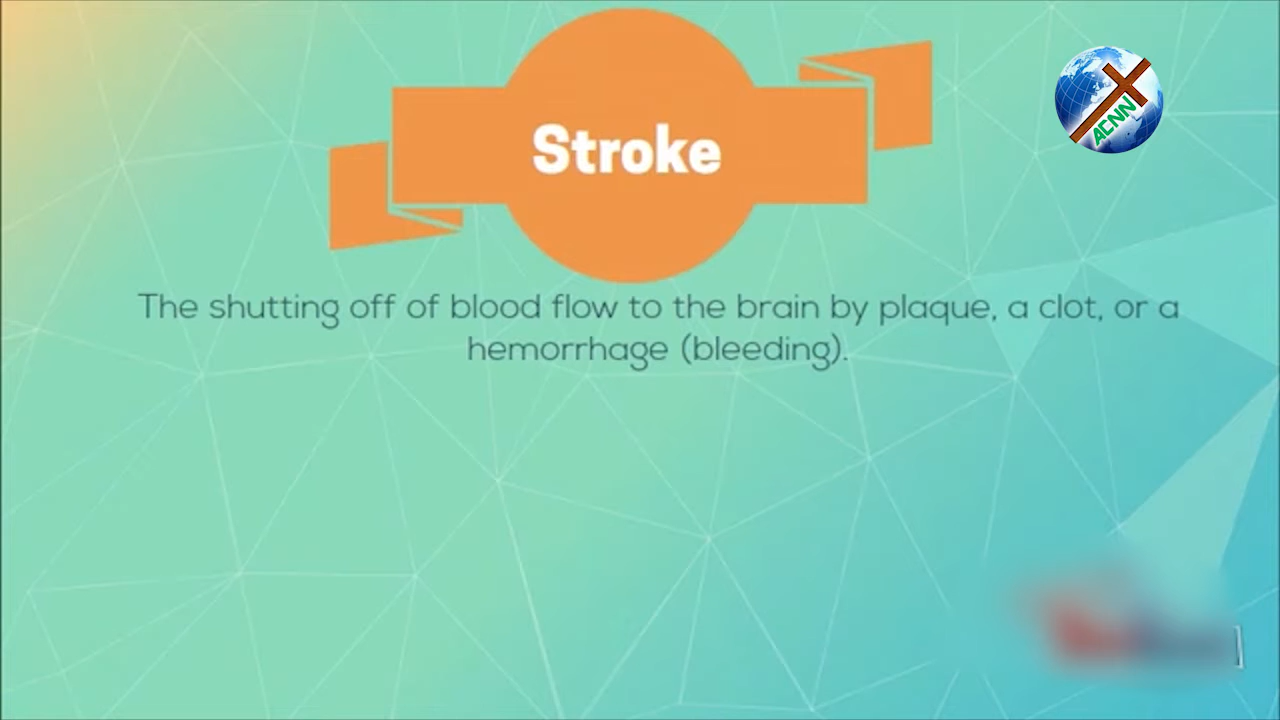 Stroke
ACNN
The shutting off of blood flow to the brain by plaque, a clot, or a
hemorrhage (bleeding).